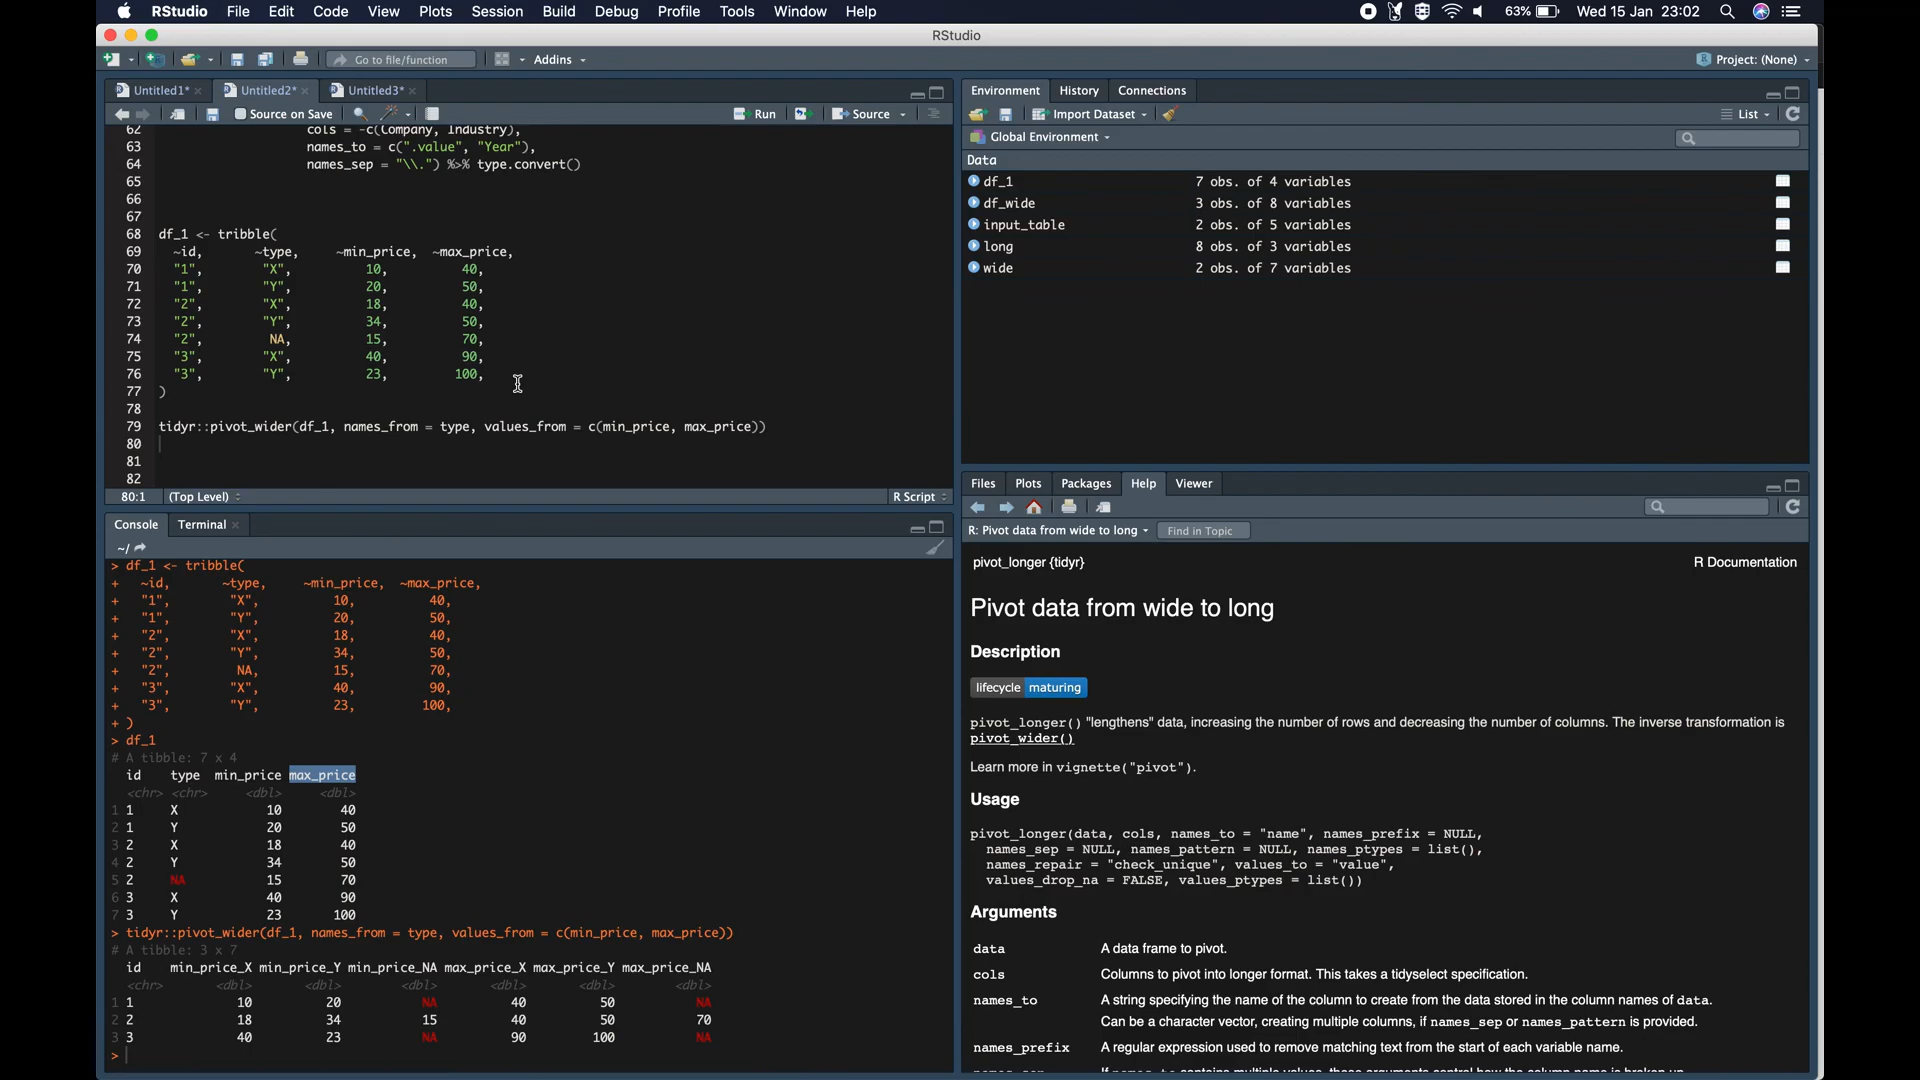 RStudio File Edit Code View Plots Session Build Debug Profile Tools Window Help 63% Wed 15 Jan 23:02
RStudio
Go to file/function Addins Project: (None)
Untitled1* Untitled2* Untitled3*
Source on Save Run Source
62 cols = -c(Company, Industry),
63 names_to = c(".value", "Year"),
64 names_sep = "\\.") %>% type.convert()
65
66
67
68 df_1 <- tribble(
69 ~id, ~type, ~min_price, ~max_price,
70 "1", "X", 10, 40,
71 "1", "Y", 20, 50,
72 "2", "X", 18, 40,
73 "2", "Y", 34, 50,
74 "2", NA, 15, 70,
75 "3", "X", 40, 90,
76 "3", "Y", 23, 100,
77 )
78
79 tidyr::pivot_wider(df_1, names_from = type, values_from = c(min_price, max_price))
80
81
82
80:1 (Top Level) R Script
Console Terminal
~/
> df_1 <- tribble(
+ ~id, ~type, ~min_price, ~max_price,
+ "1", "X", 10, 40,
+ "1", "Y", 20, 50,
+ "2", "X", 18, 40,
+ "2", "Y", 34, 50,
+ "2", NA, 15, 70,
+ "3", "X", 40, 90,
+ "3", "Y", 23, 100,
+ )
> df_1
# A tibble: 7 x 4
id type min_price max_price
<chr> <chr> <dbl> <dbl>
1 1 X 10 40
2 1 Y 20 50
3 2 X 18 40
4 2 Y 34 50
5 2 NA 15 70
6 3 X 40 90
7 3 Y 23 100
> tidyr::pivot_wider(df_1, names_from = type, values_from = c(min_price, max_price))
# A tibble: 3 x 7
id min_price_X min_price_Y min_price_NA max_price_X max_price_Y max_price_NA
<chr> <dbl> <dbl> <dbl> <dbl> <dbl> <dbl>
1 1 10 20 NA 40 50 NA
2 2 18 34 15 40 50 70
3 3 40 23 NA 90 100 NA
>
Environment History Connections
Import Dataset List
Global Environment
Data
df_1 7 obs. of 4 variables
df_wide 3 obs. of 8 variables
input_table 2 obs. of 5 variables
long 8 obs. of 3 variables
wide 2 obs. of 7 variables
Files Plots Packages Help Viewer
R: Pivot data from wide to long Find in Topic
pivot_longer {tidyr} R Documentation
Pivot data from wide to long
Description
lifecycle maturing
pivot_longer() "lengthens" data, increasing the number of rows and decreasing the number of columns. The inverse transformation is
pivot_wider()
Learn more in vignette("pivot").
Usage
pivot_longer(data, cols, names_to = "name", names_prefix = NULL,
names_sep = NULL, names_pattern = NULL, names_ptypes = list(),
names_repair = "check_unique", values_to = "value",
values_drop_na = FALSE, values_ptypes = list())
Arguments
data A data frame to pivot.
cols Columns to pivot into longer format. This takes a tidyselect specification.
names_to A string specifying the name of the column to create from the data stored in the column names of data.
Can be a character vector, creating multiple columns, if names_sep or names_pattern is provided.
names_prefix A regular expression used to remove matching text from the start of each variable name.